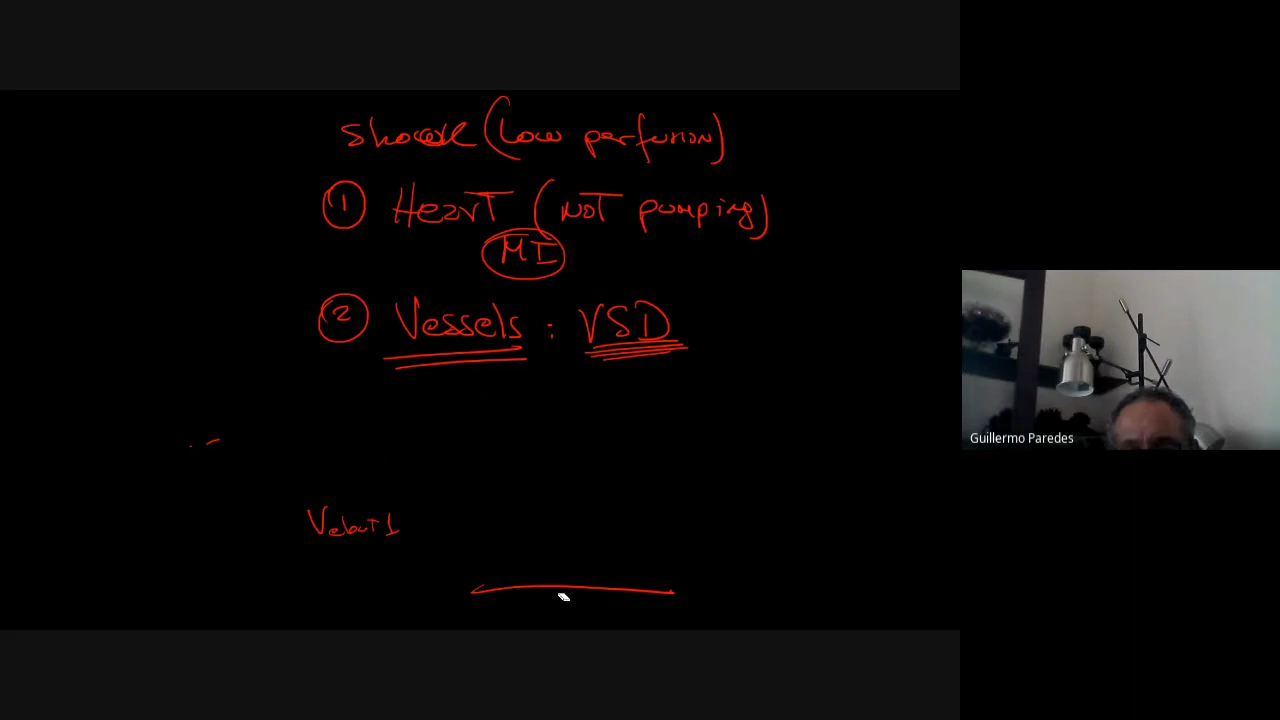 Shock (Low perfusion)
① Heart (NOT pumping)
MI
② Vessels : VSD
Guillermo Paredes